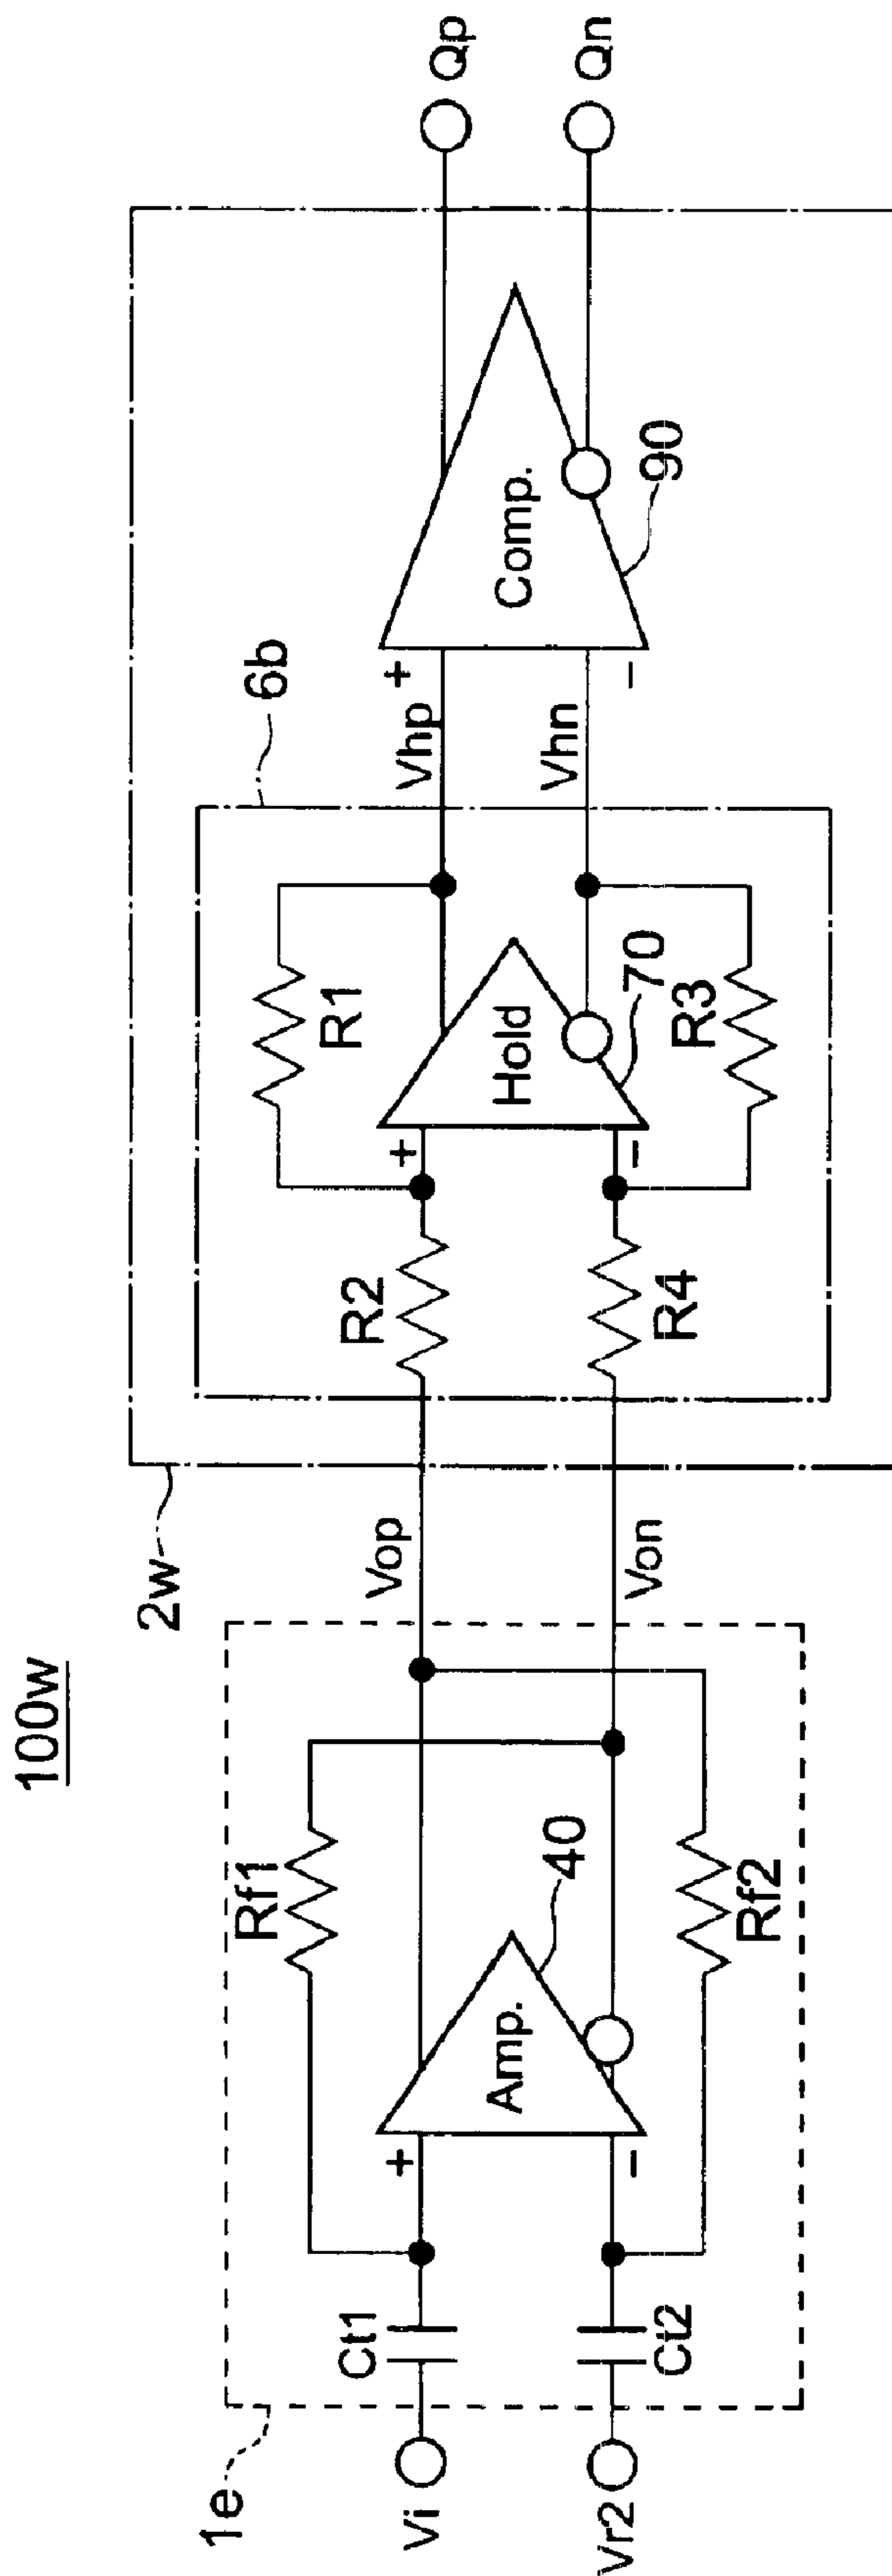 100w
1e
2w
6b
Vi
Vr2
Ct1
Ct2
Rf1
Rf2
+
−
Amp.
40
Vop
Von
R2
R4
R1
R3
+
−
Hold
70
Vhp
Vhn
+
−
Comp.
90
Qp
Qn